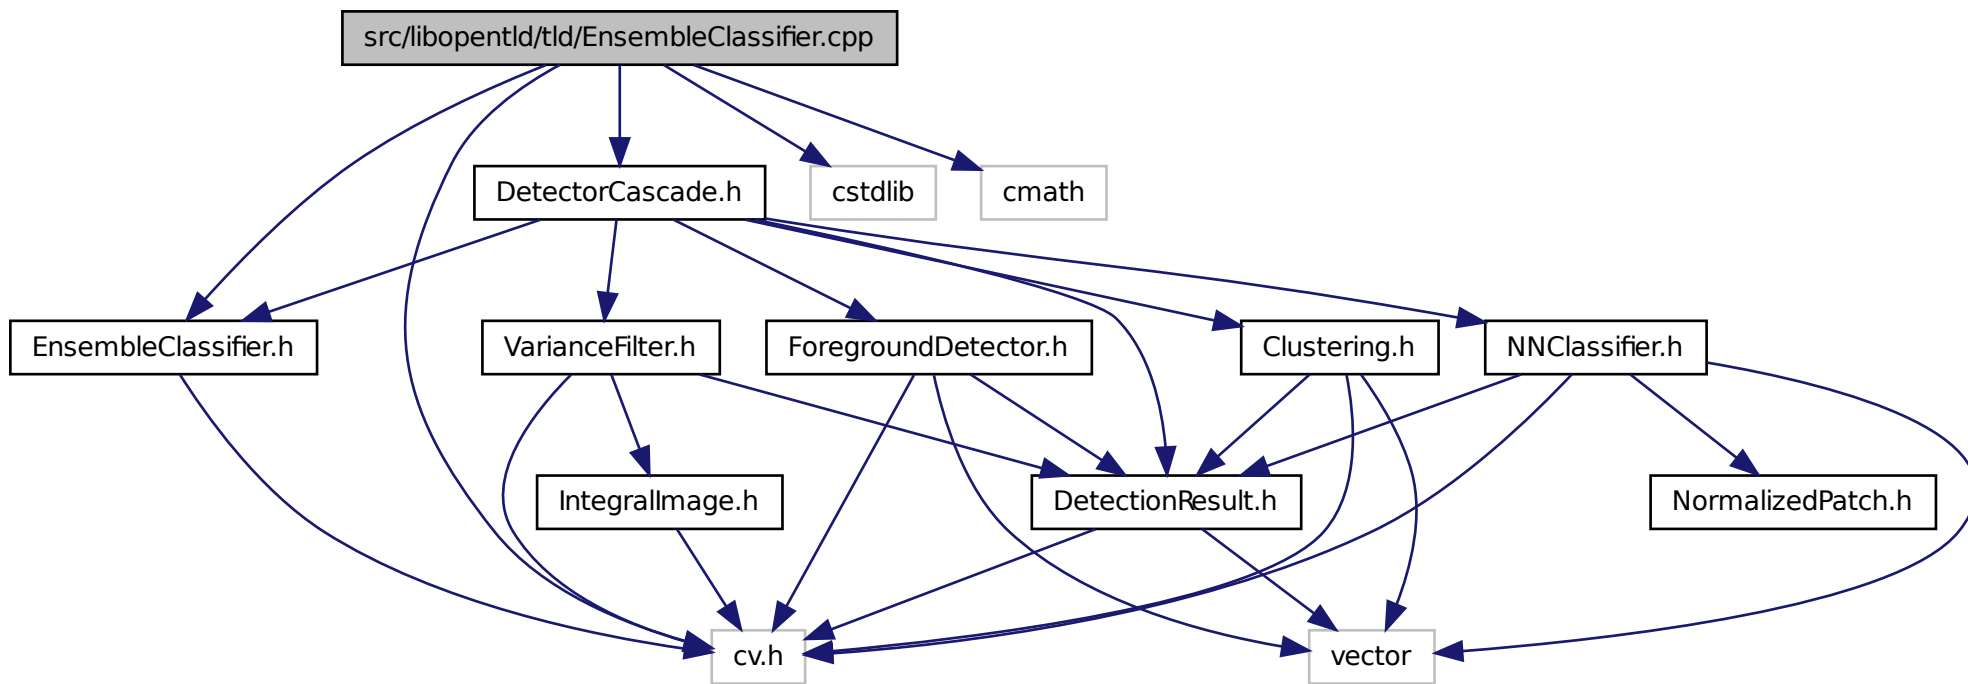 src/libopentld/tld/EnsembleClassifier.cpp
DetectorCascade.h
cstdlib
cmath
EnsembleClassifier.h
VarianceFilter.h
ForegroundDetector.h
Clustering.h
NNClassifier.h
IntegralImage.h
DetectionResult.h
NormalizedPatch.h
cv.h
vector